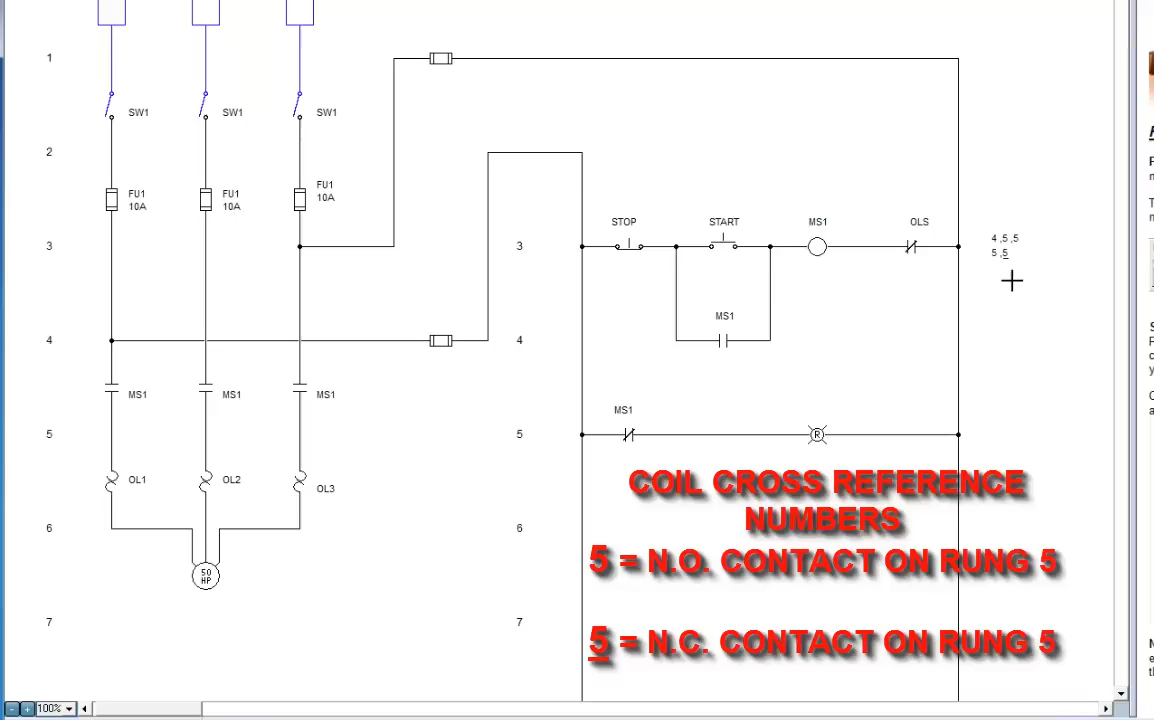 1
SW1 SW1 SW1
2
FU1 FU1 FU1
10A 10A 10A
STOP START MS1 OLS
3 3 4 ,5 ,5
5 ,5
MS1
4 4
MS1 MS1 MS1
MS1
5 5 R
OL1 OL2 OL3
COIL CROSS REFERENCE
NUMBERS
6 6
5 = N.O. CONTACT ON RUNG 5
50
HP
7 7
5 = N.C. CONTACT ON RUNG 5
100%